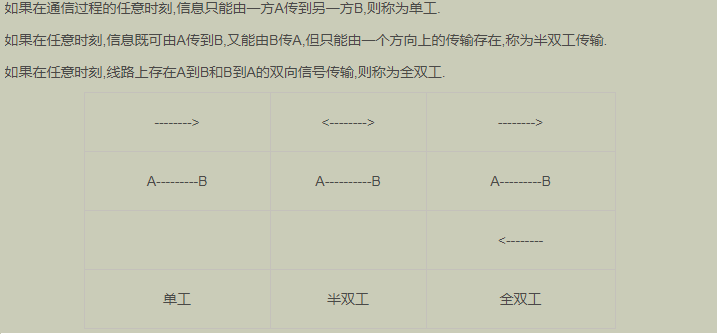 如果在通信过程的任意时刻,信息只能由一方A传到另一方B,则称为单工.
如果在任意时刻,信息既可由A传到B,又能由B传A,但只能由一个方向上的传输存在,称为半双工传输.
如果在任意时刻,线路上存在A到B和B到A的双向信号传输,则称为全双工.
--------> <--------> -------->
A---------B A----------B A---------B
<--------
单工 半双工 全双工